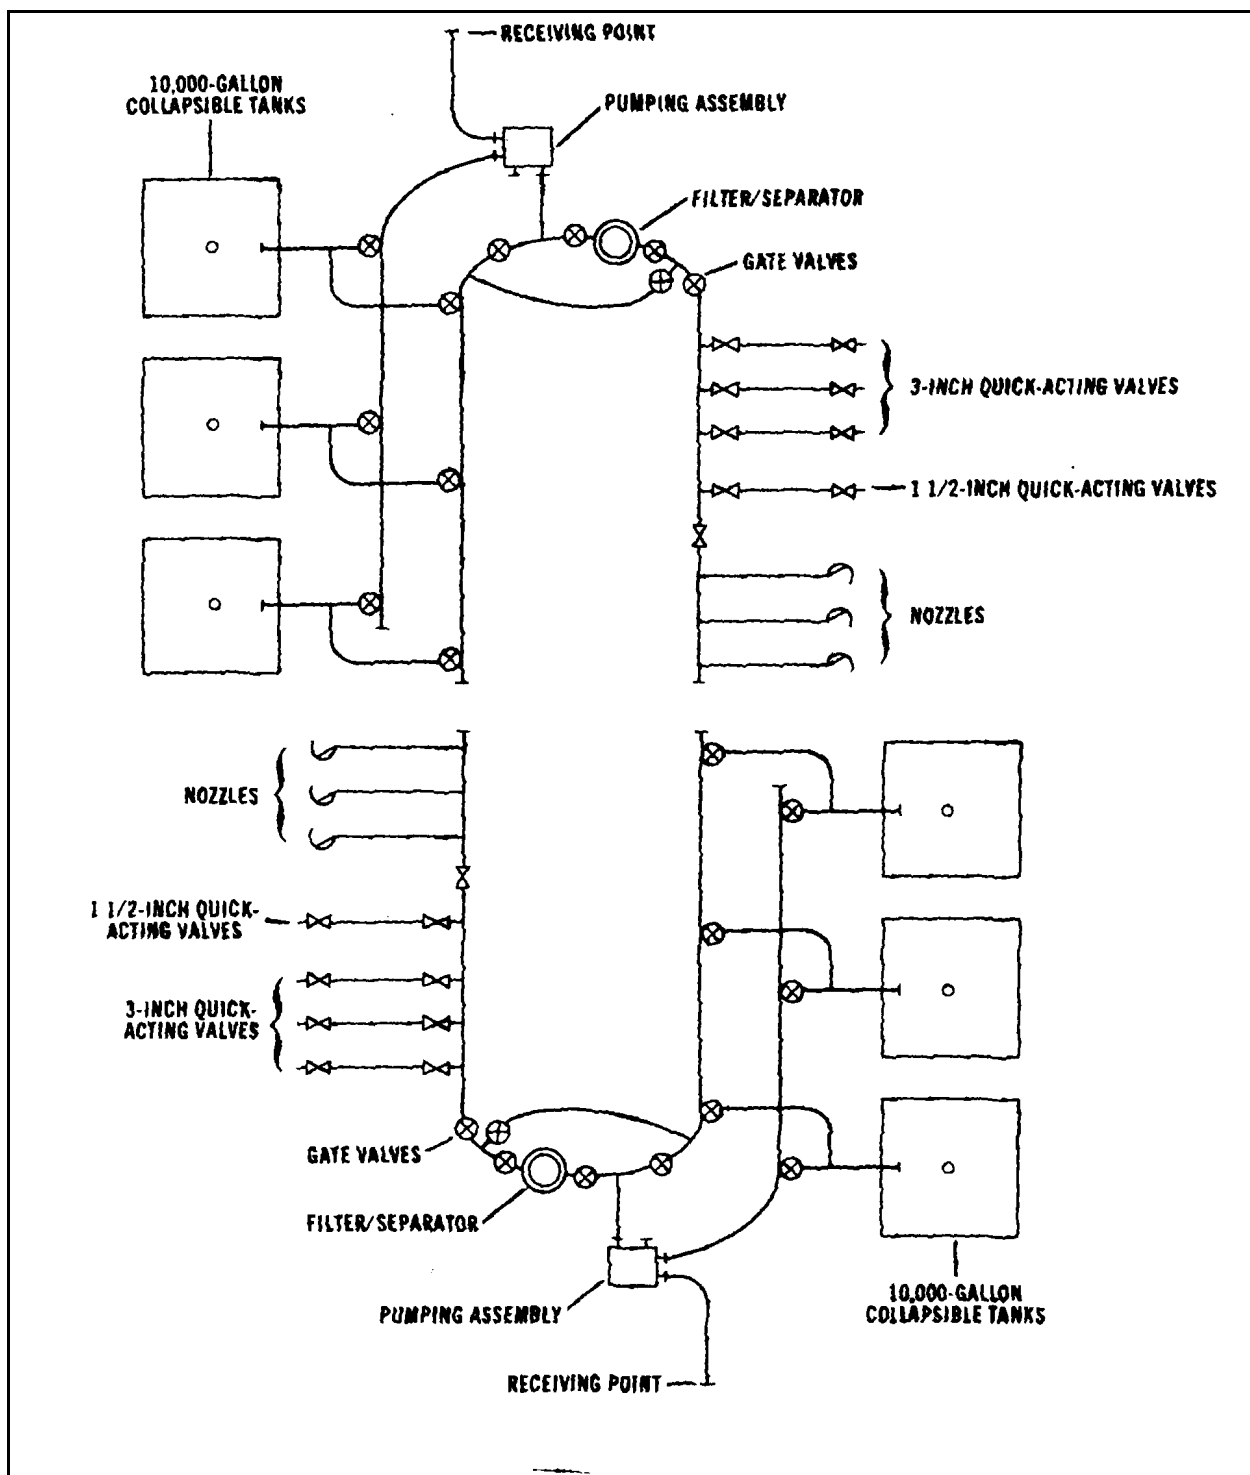 RECEIVING POINT
10,000-GALLON
COLLAPSIBLE TANKS
PUMPING ASSEMBLY
FILTER/SEPARATOR
GATE VALVES
3-INCH QUICK-ACTING VALVES
1 1/2-INCH QUICK-ACTING VALVES
NOZZLES
NOZZLES
1 1/2-INCH QUICK-
ACTING VALVES
3-INCH QUICK-
ACTING VALVES
GATE VALVES
FILTER/SEPARATOR
PUMPING ASSEMBLY
10,000-GALLON
COLLAPSIBLE TANKS
RECEIVING POINT